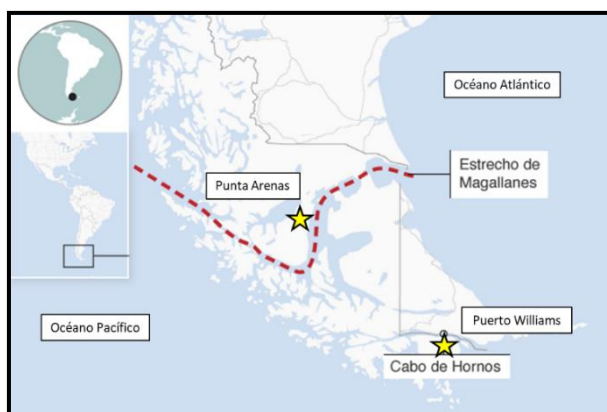 Océano Atlántico
Estrecho de
Magallanes
Punta Arenas
Océano Pacífico
Puerto Williams
Cabo de Hornos